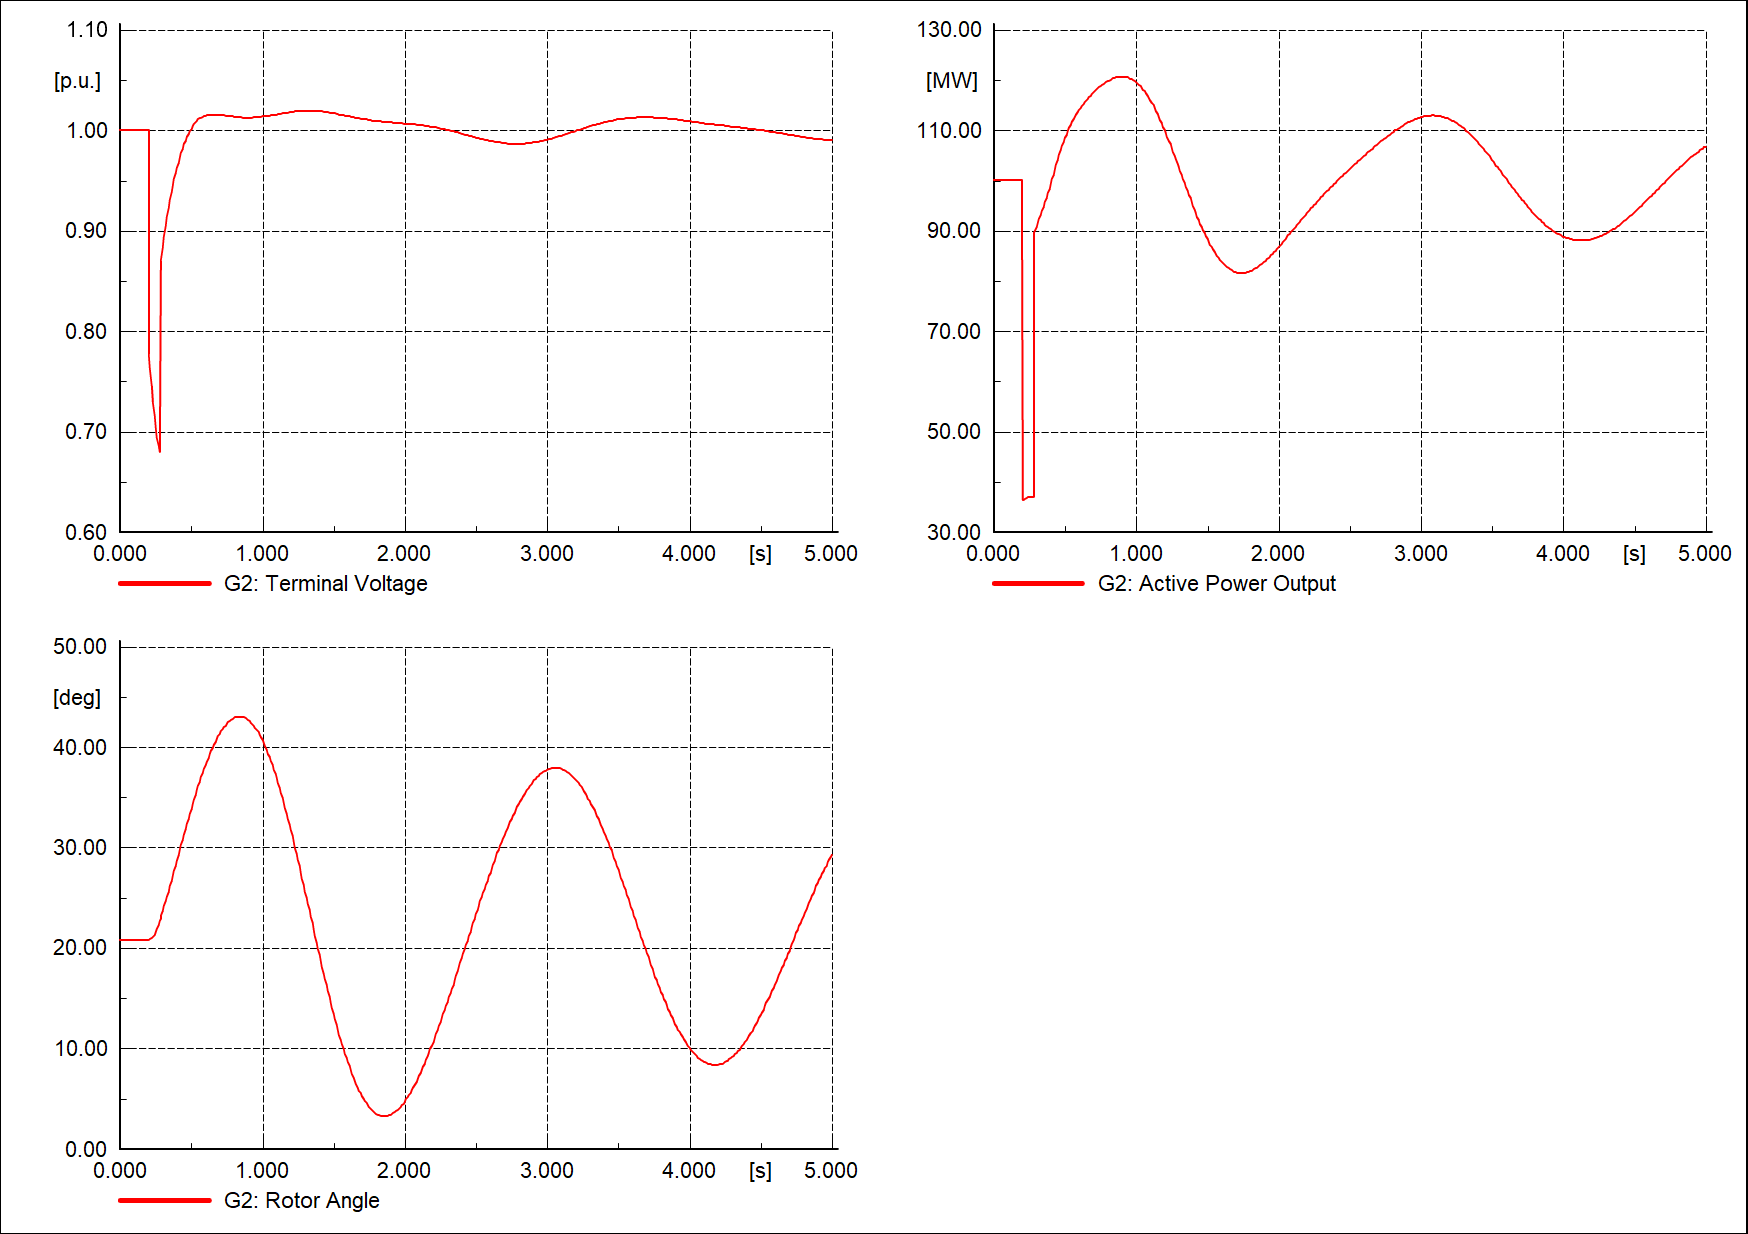 1.10
[p.u.]
1.00
0.90
0.80
0.70
0.60
0.000 1.000 2.000 3.000 4.000 [s] 5.000
G2: Terminal Voltage
130.00
[MW]
110.00
90.00
70.00
50.00
30.00
0.000 1.000 2.000 3.000 4.000 [s] 5.000
G2: Active Power Output
50.00
[deg]
40.00
30.00
20.00
10.00
0.00
0.000 1.000 2.000 3.000 4.000 [s] 5.000
G2: Rotor Angle